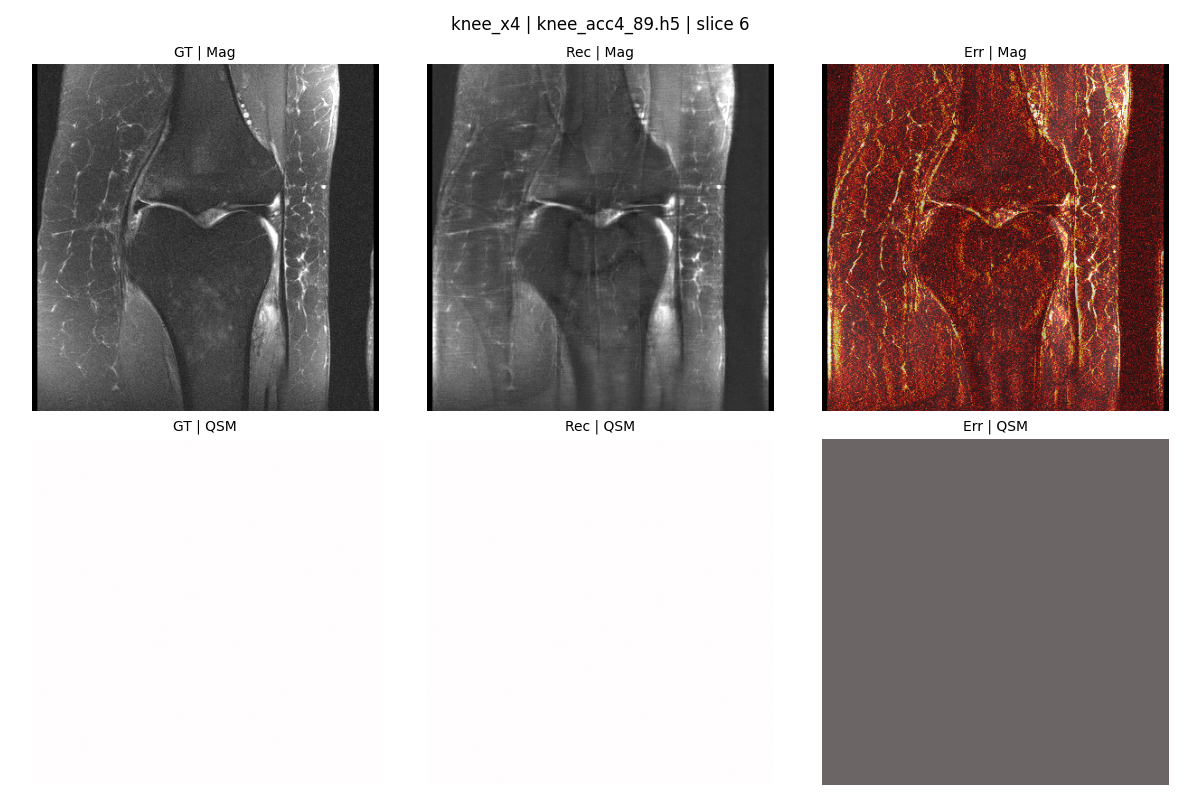 knee_x4 | knee_acc4_89.h5 | slice 6
GT | Mag
Rec | Mag
Err | Mag
GT | QSM
Rec | QSM
Err | QSM